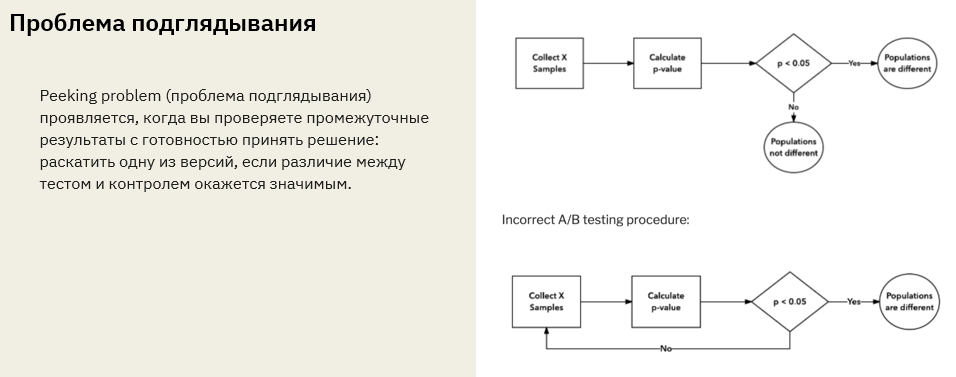 Проблема подглядывания
Peeking problem (проблема подглядывания)
проявляется, когда вы проверяете промежуточные
результаты с готовностью принять решение:
раскатить одну из версий, если различие между
тестом и контролем окажется значимым.
Collect X
Samples
Calculate
p-value
p < 0.05
Yes
Populations
are different
No
Populations
not different
Incorrect A/B testing procedure:
Collect X
Samples
Calculate
p-value
p < 0.05
Yes
Populations
are different
No